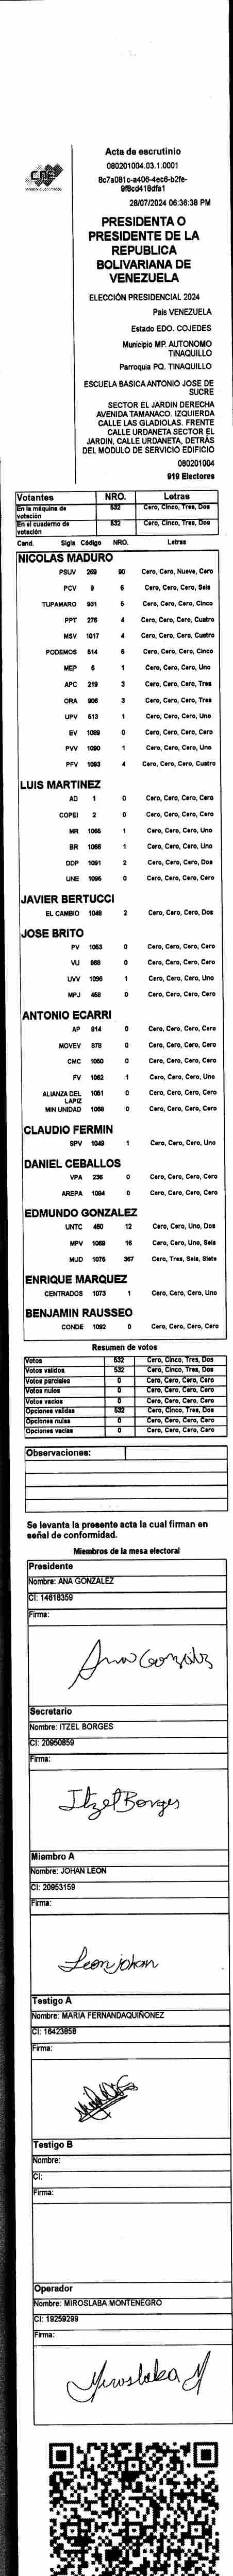 CNE
Acta de escrutinio
080201004.03.1.0001
8c7a081c-a406-4ec6-b2fe-
9f8cd418dfa1
28/07/2024 06:36:38 PM
PRESIDENTA O
PRESIDENTE DE LA
REPUBLICA
BOLIVARIANA DE
VENEZUELA
ELECCIÓN PRESIDENCIAL 2024
País VENEZUELA
Estado EDO. COJEDES
Municipio MP. AUTONOMO
TINAQUILLO
Parroquia PQ. TINAQUILLO
ESCUELA BASICA ANTONIO JOSE DE
SUCRE
SECTOR EL JARDIN DERECHA
AVENIDA TAMANACO. IZQUIERDA
CALLE LAS GLADIOLAS. FRENTE
CALLE URDANETA SECTOR EL
JARDIN, CALLE URDANETA, DETRÁS
DEL MODULO DE SERVICIO EDIFICIO
080201004
919 Electores
Votantes NRO. Letras
En la máquina de votación 532 Cero, Cinco, Tres, Dos
En el cuaderno de votación 532 Cero, Cinco, Tres, Dos
Cand. Sigls Código NRO. Letras
NICOLAS MADURO
PSUV 269 90 Cero, Cero, Nueve, Cero
PCV 9 6 Cero, Cero, Cero, Seis
TUPAMARO 931 5 Cero, Cero, Cero, Cinco
PPT 276 4 Cero, Cero, Cero, Cuatro
MSV 1017 4 Cero, Cero, Cero, Cuatro
PODEMOS 514 5 Cero, Cero, Cero, Cinco
MEP 5 1 Cero, Cero, Cero, Uno
APC 219 3 Cero, Cero, Cero, Tres
ORA 906 3 Cero, Cero, Cero, Tres
UPV 513 1 Cero, Cero, Cero, Uno
EV 1089 0 Cero, Cero, Cero, Cero
PVV 1090 1 Cero, Cero, Cero, Uno
PFV 1093 4 Cero, Cero, Cero, Cuatro
LUIS MARTINEZ
AD 1 0 Cero, Cero, Cero, Cero
COPEI 2 0 Cero, Cero, Cero, Cero
MR 1065 1 Cero, Cero, Cero, Uno
BR 1066 1 Cero, Cero, Cero, Uno
DDP 1091 2 Cero, Cero, Cero, Dos
UNE 1095 0 Cero, Cero, Cero, Cero
JAVIER BERTUCCI
EL CAMBIO 1048 2 Cero, Cero, Cero, Dos
JOSE BRITO
PV 1053 0 Cero, Cero, Cero, Cero
VU 868 0 Cero, Cero, Cero, Cero
UVV 1096 1 Cero, Cero, Cero, Uno
MPJ 458 0 Cero, Cero, Cero, Cero
ANTONIO ECARRI
AP 914 0 Cero, Cero, Cero, Cero
MOVEV 878 0 Cero, Cero, Cero, Cero
CMC 1050 0 Cero, Cero, Cero, Cero
FV 1062 1 Cero, Cero, Cero, Uno
ALIANZA DEL LAPIZ 1051 0 Cero, Cero, Cero, Cero
MIN UNIDAD 1068 0 Cero, Cero, Cero, Cero
CLAUDIO FERMIN
SPV 1049 1 Cero, Cero, Cero, Uno
DANIEL CEBALLOS
VPA 236 0 Cero, Cero, Cero, Cero
AREPA 1094 0 Cero, Cero, Cero, Cero
EDMUNDO GONZALEZ
UNTC 460 12 Cero, Cero, Uno, Dos
MPV 1069 16 Cero, Cero, Uno, Seis
MUD 1075 367 Cero, Tres, Seis, Siete
ENRIQUE MARQUEZ
CENTRADOS 1073 1 Cero, Cero, Cero, Uno
BENJAMIN RAUSSEO
CONDE 1092 0 Cero, Cero, Cero, Cero
Resumen de votos
Votos 532 Cero, Cinco, Tres, Dos
Votos validos 532 Cero, Cinco, Tres, Dos
Votos parciales 0 Cero, Cero, Cero, Cero
Votos nulos 0 Cero, Cero, Cero, Cero
Votos vacios 0 Cero, Cero, Cero, Cero
Opciones validas 532 Cero, Cinco, Tres, Dos
Opciones nulas 0 Cero, Cero, Cero, Cero
Opciones vacias 0 Cero, Cero, Cero, Cero
Observaciones:
Se levanta la presente acta la cual firman en
señal de conformidad.
Miembros de la mesa electoral
Presidente
Nombre: ANA GONZALEZ
CI: 14618359
Firma:
Ana González
Secretario
Nombre: ITZEL BORGES
CI: 20950859
Firma:
Itzel Borges
Miembro A
Nombre: JOHAN LEON
CI: 20953159
Firma:
Leon johan
Testigo A
Nombre: MARIA FERNANDAQUIÑONEZ
CI: 16423858
Firma:
Testigo B
Nombre:
CI:
Firma:
Operador
Nombre: MIROSLABA MONTENEGRO
CI: 19259299
Firma:
Miroslaba M